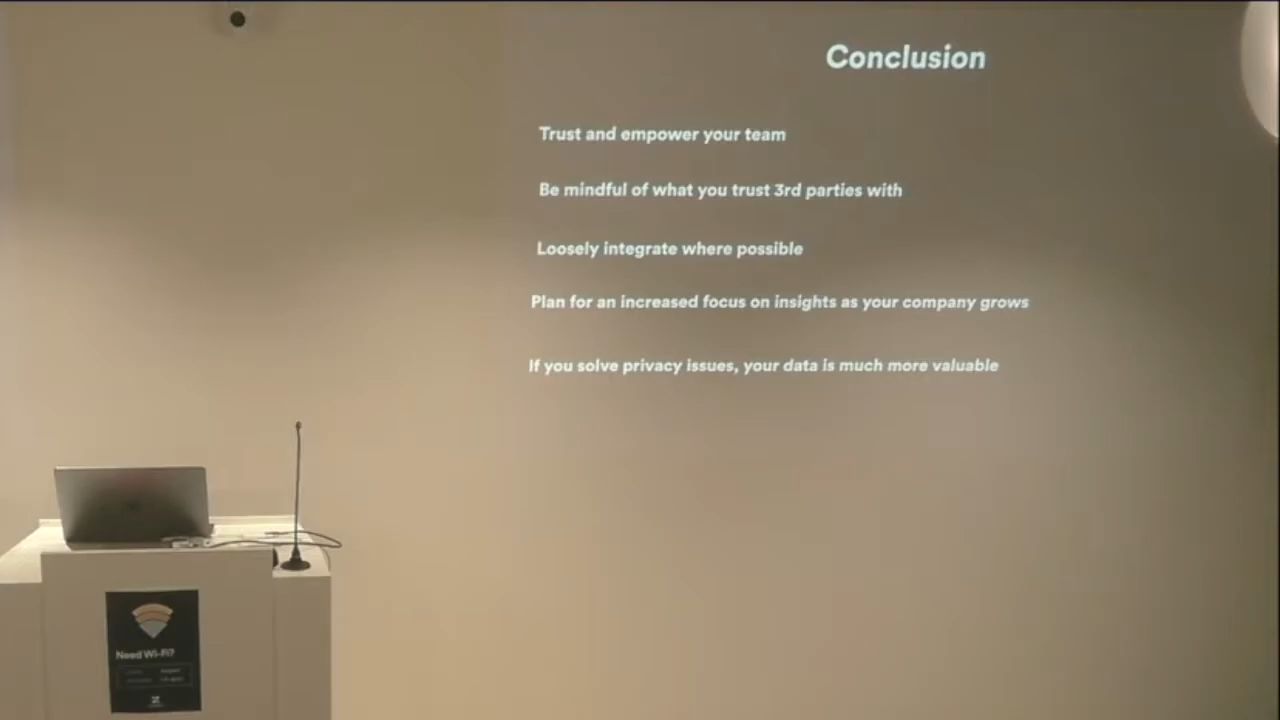 Conclusion
Trust and empower your team
Be mindful of what you trust 3rd parties with
Loosely integrate where possible
Plan for an increased focus on insights as your company grows
If you solve privacy issues, your data is much more valuable
Need Wi-Fi?